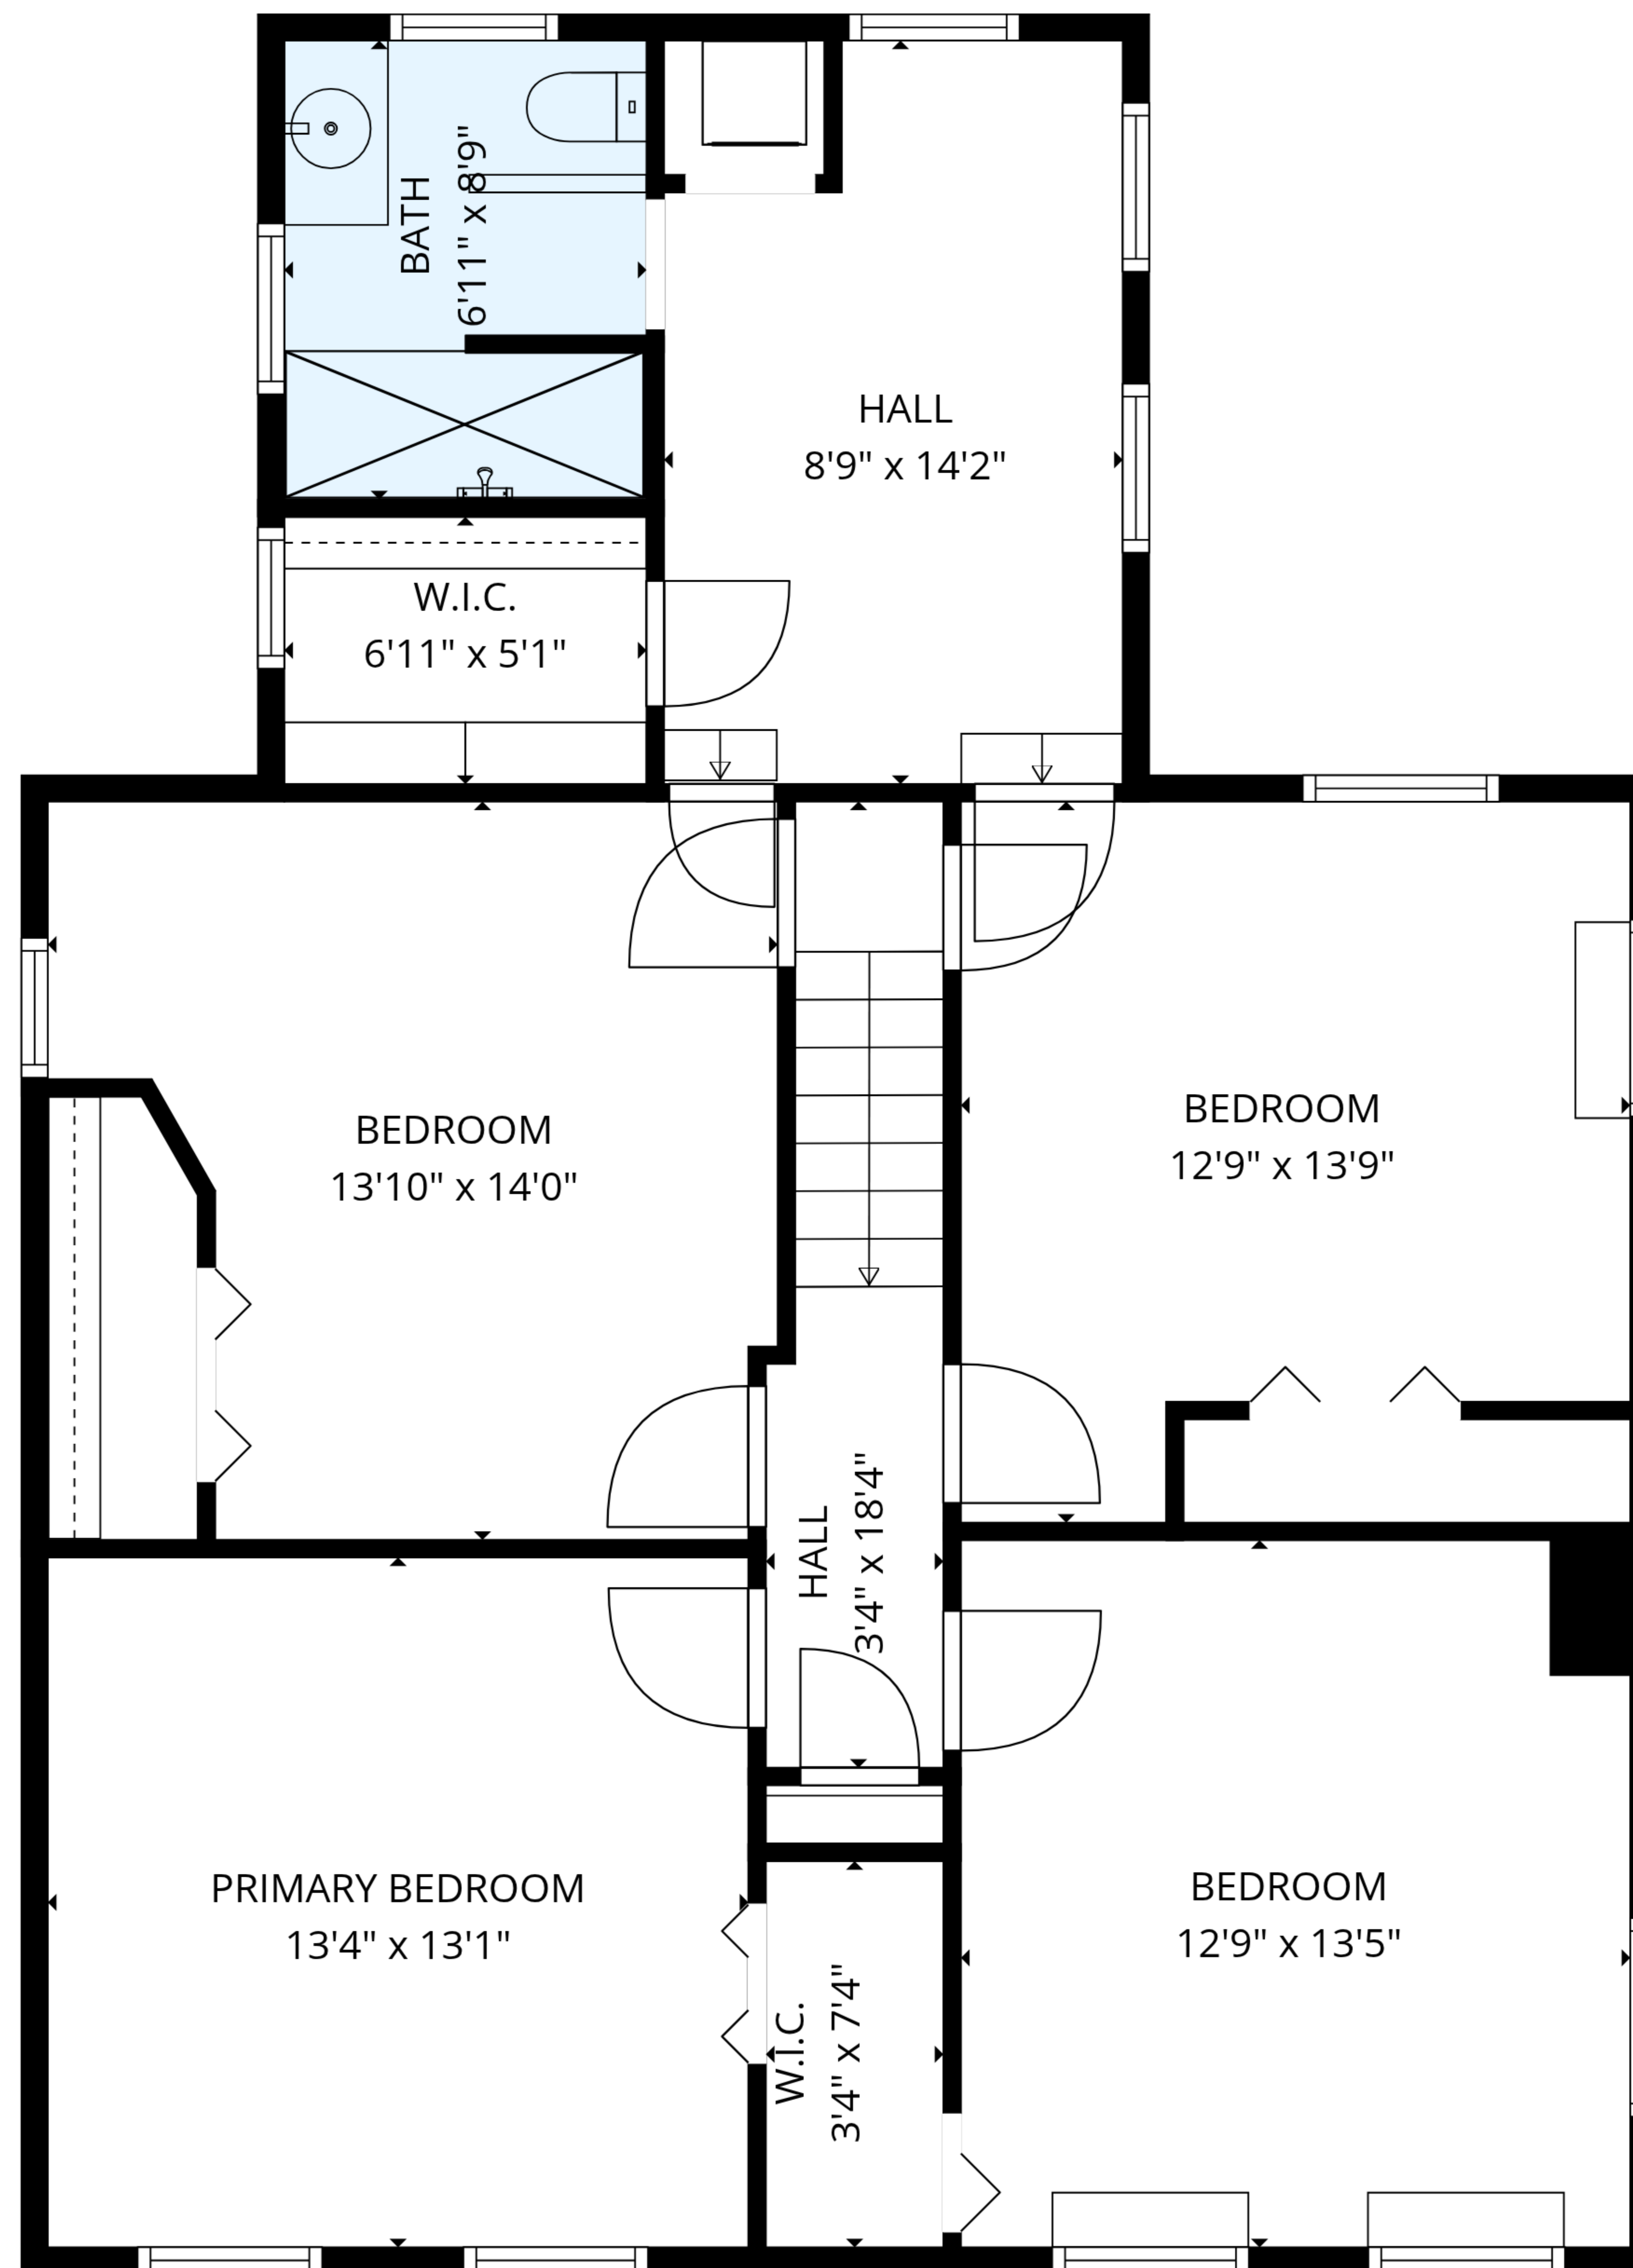 BATH
6'11" x 8'9"
HALL
8'9" x 14'2"
W.I.C.
6'11" x 5'1"
BEDROOM
13'10" x 14'0"
BEDROOM
12'9" x 13'9"
HALL
3'4" x 18'4"
PRIMARY BEDROOM
13'4" x 13'1"
W.I.C.
3'4" x 7'4"
BEDROOM
12'9" x 13'5"